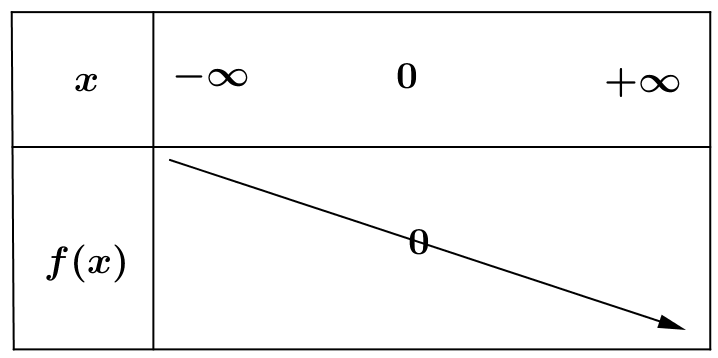 x −∞ 0 +∞
f(x) 0